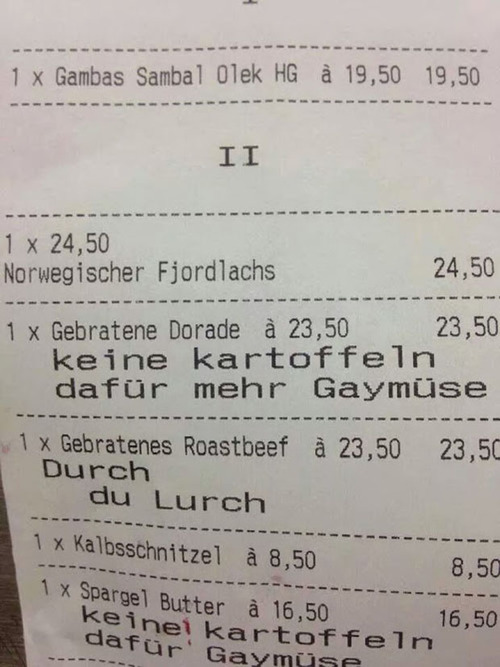 1 x Gambas Sambal Olek HG à 19,50 19,50
II
1 x 24,50
Norwegischer Fjordlachs 24,50
1 x Gebratene Dorade à 23,50 23,50
keine kartoffeln
dafür mehr Gaymüse
1 x Gebratenes Roastbeef à 23,50 23,50
Durch
du Lurch
1 x Kalbsschnitzel à 8,50 8,50
1 x Spargel Butter à 16,50 16,50
keine kartoffeln
dafür Gaymüse